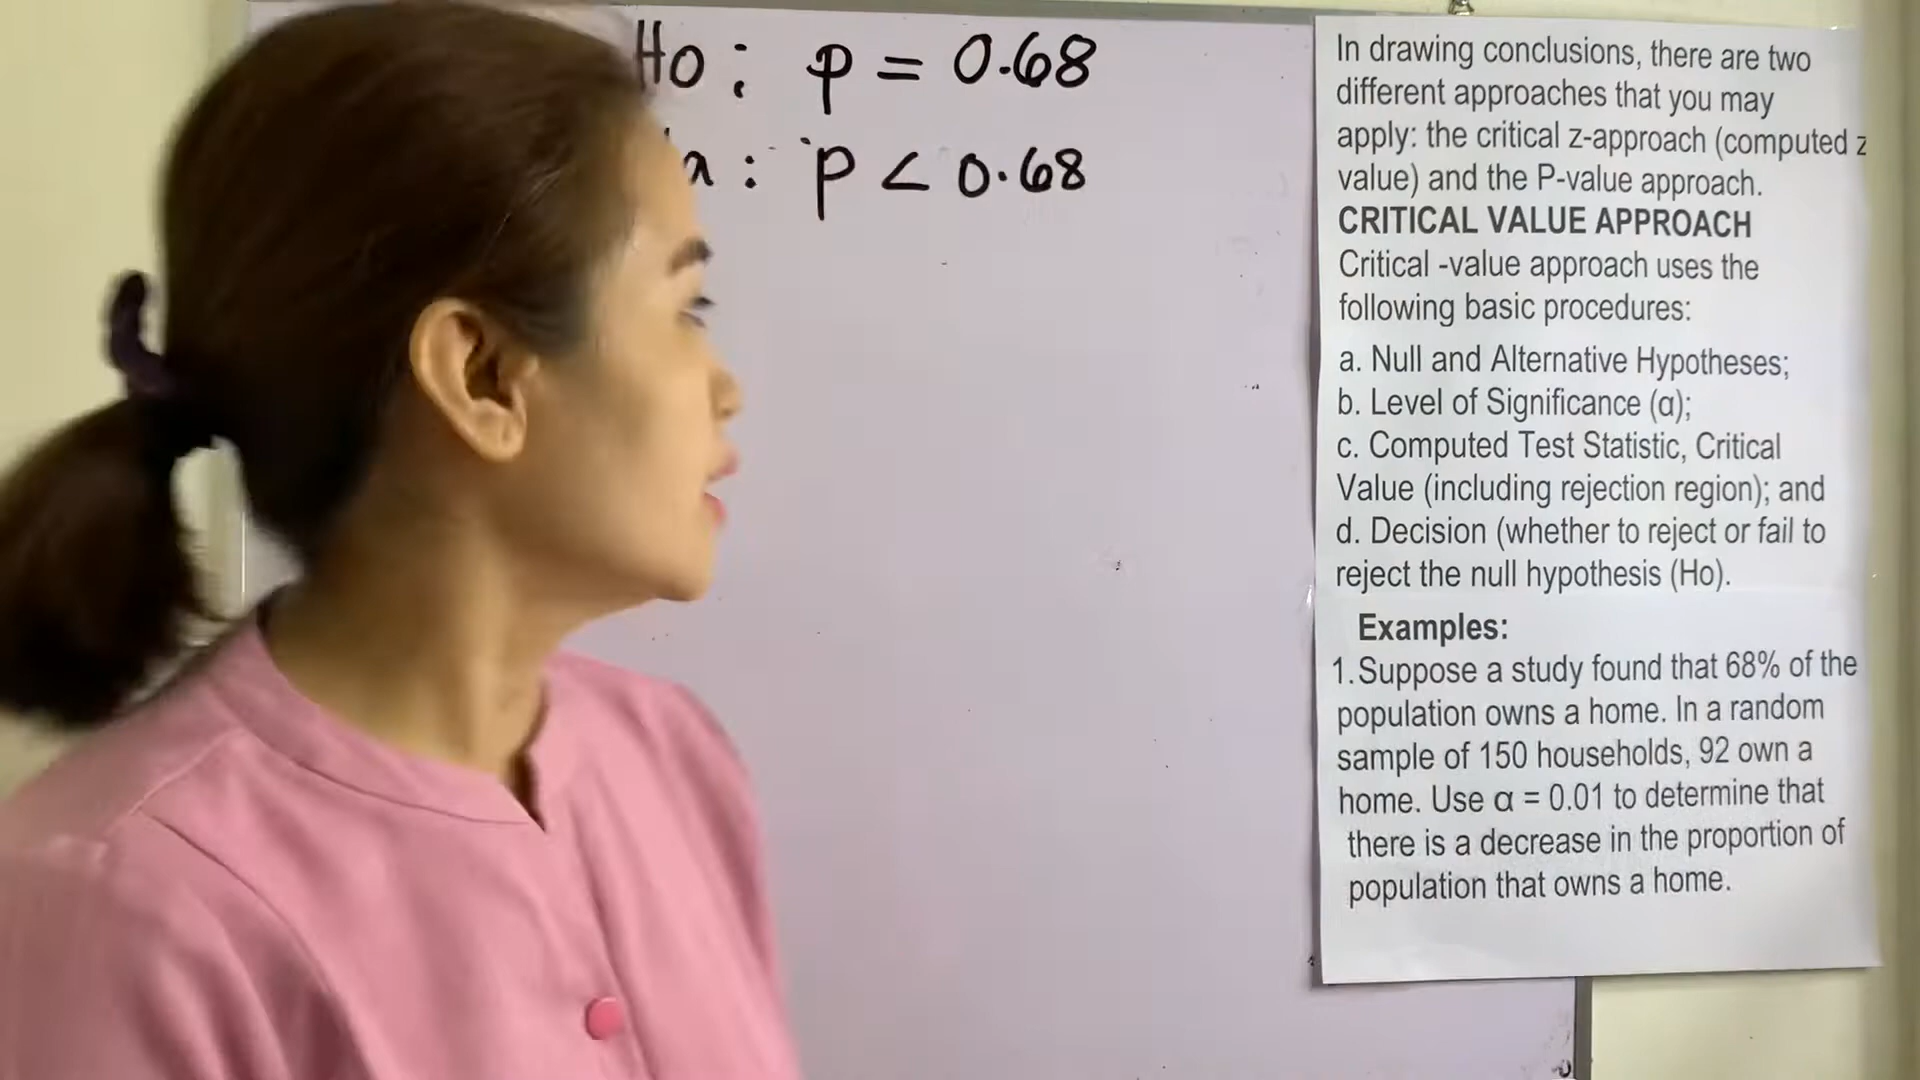 Ho : p = 0.68
a : p < 0.68
In drawing conclusions, there are two
different approaches that you may
apply: the critical z-approach (computed z
value) and the P-value approach.
CRITICAL VALUE APPROACH
Critical -value approach uses the
following basic procedures:
a. Null and Alternative Hypotheses;
b. Level of Significance (α);
c. Computed Test Statistic, Critical
Value (including rejection region); and
d. Decision (whether to reject or fail to
reject the null hypothesis (Ho).
Examples:
1.Suppose a study found that 68% of the
population owns a home. In a random
sample of 150 households, 92 own a
home. Use α = 0.01 to determine that
there is a decrease in the proportion of
population that owns a home.